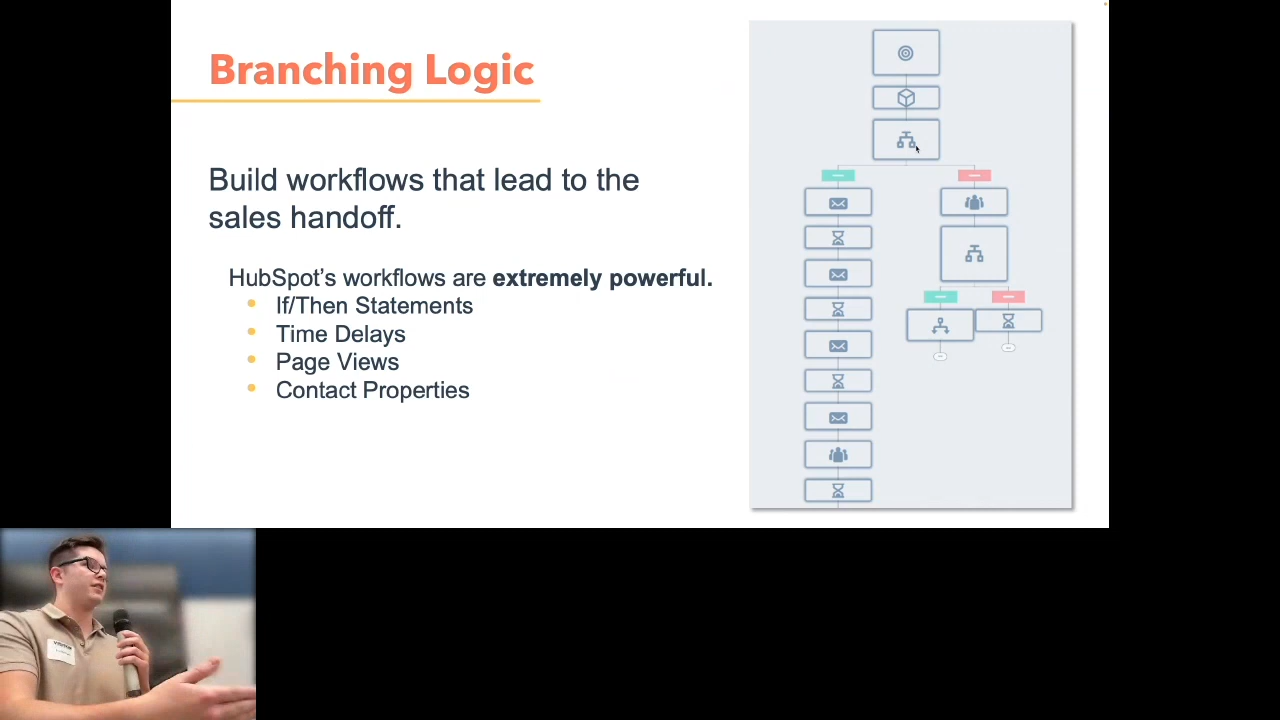 Branching Logic
Build workflows that lead to the
sales handoff.
HubSpot's workflows are extremely powerful.
If/Then Statements
Time Delays
Page Views
Contact Properties
VISITOR